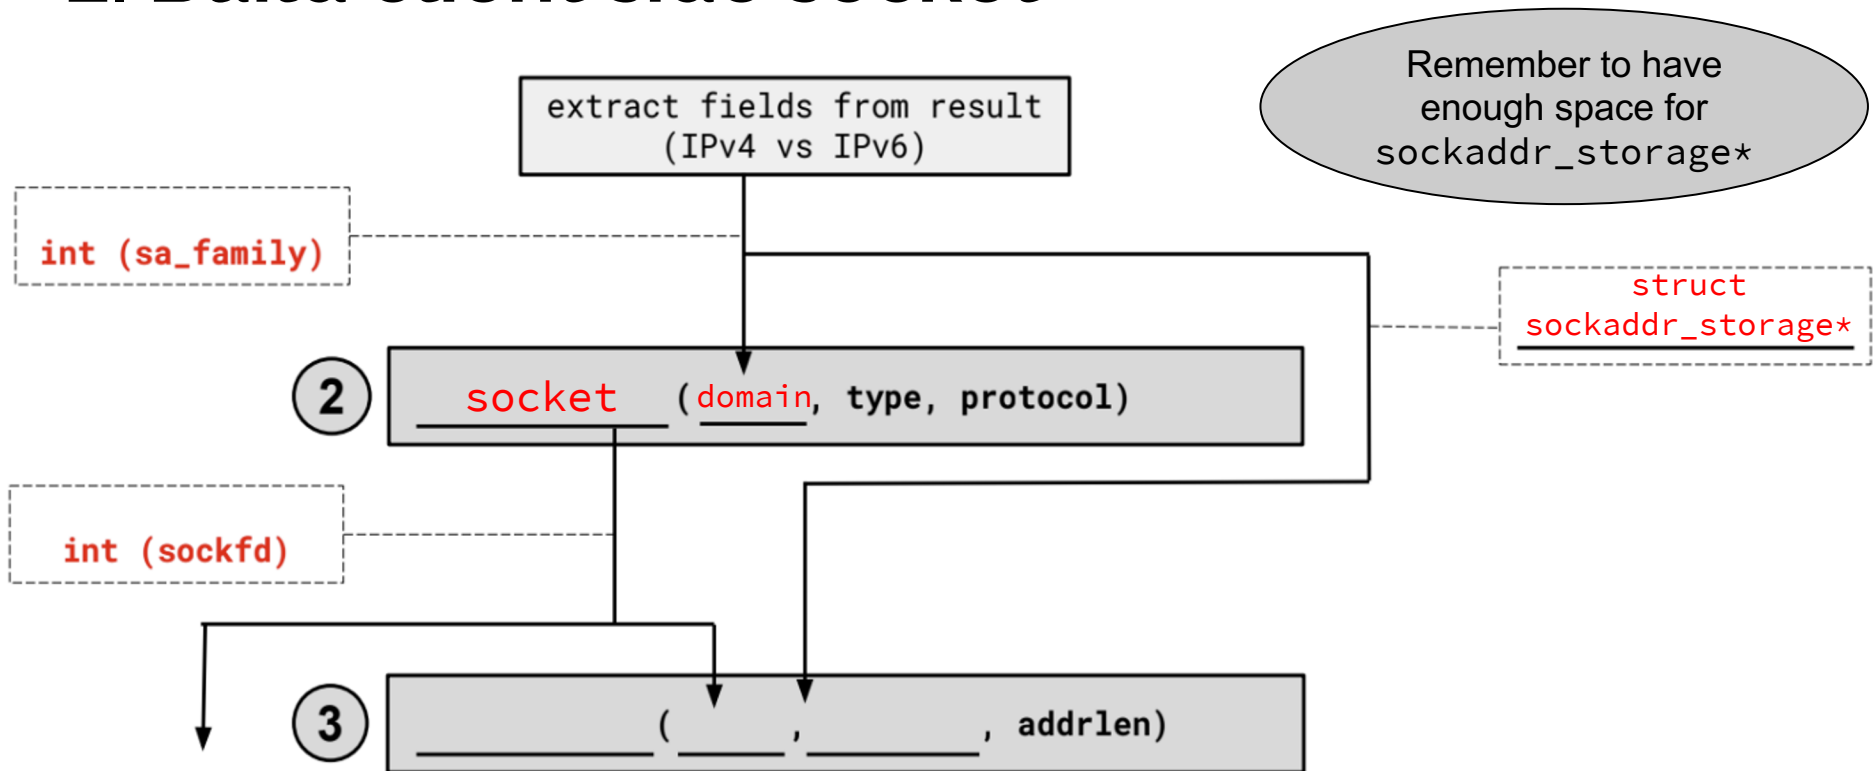 extract fields from result
(IPv4 vs IPv6)
Remember to have
enough space for
sockaddr_storage*
int (sa_family)
struct
sockaddr_storage*
2
socket (domain, type, protocol)
int (sockfd)
3
( , , addrlen)